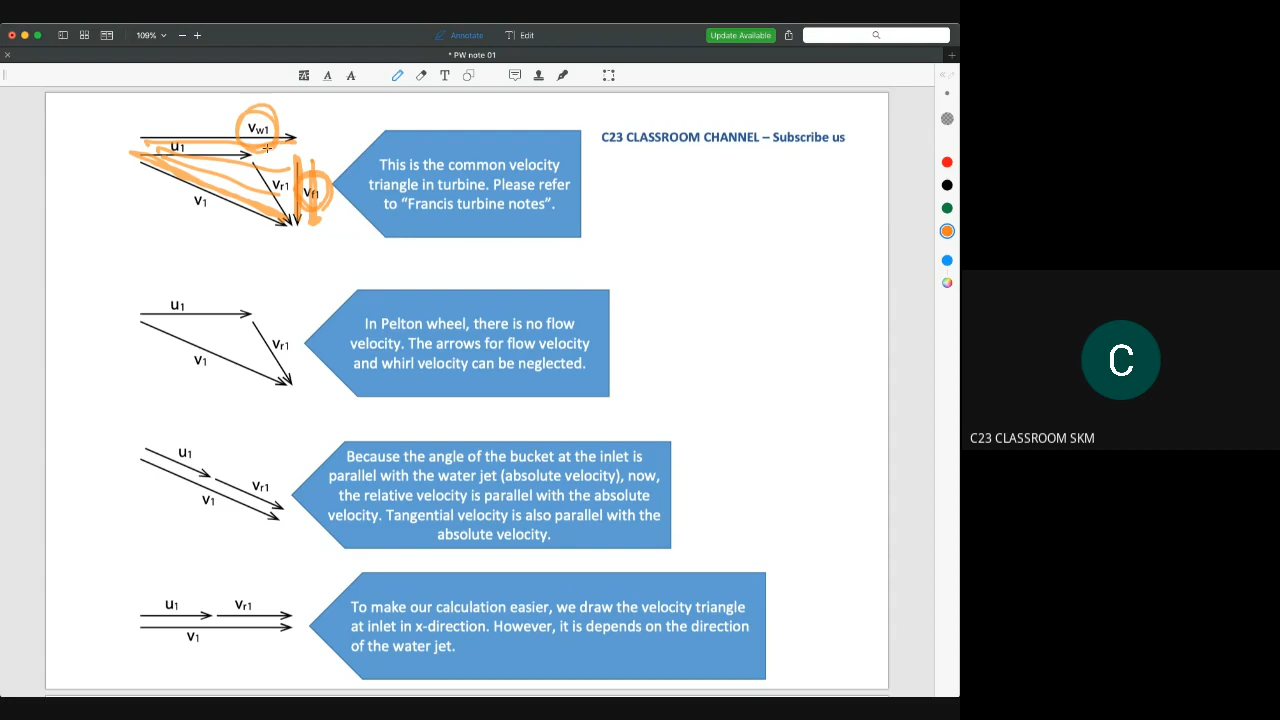 109%
Annotate
T Edit
Update Available
* PW note 01
A A T
vw1
u1
vr1
vf1
v1
This is the common velocity
triangle in turbine. Please refer
to “Francis turbine notes”.
C23 CLASSROOM CHANNEL – Subscribe us
u1
vr1
v1
In Pelton wheel, there is no flow
velocity. The arrows for flow velocity
and whirl velocity can be neglected.
u1
vr1
v1
Because the angle of the bucket at the inlet is
parallel with the water jet (absolute velocity), now,
the relative velocity is parallel with the absolute
velocity. Tangential velocity is also parallel with the
absolute velocity.
u1
vr1
v1
To make our calculation easier, we draw the velocity triangle
at inlet in x-direction. However, it is depends on the direction
of the water jet.
C
C23 CLASSROOM SKM